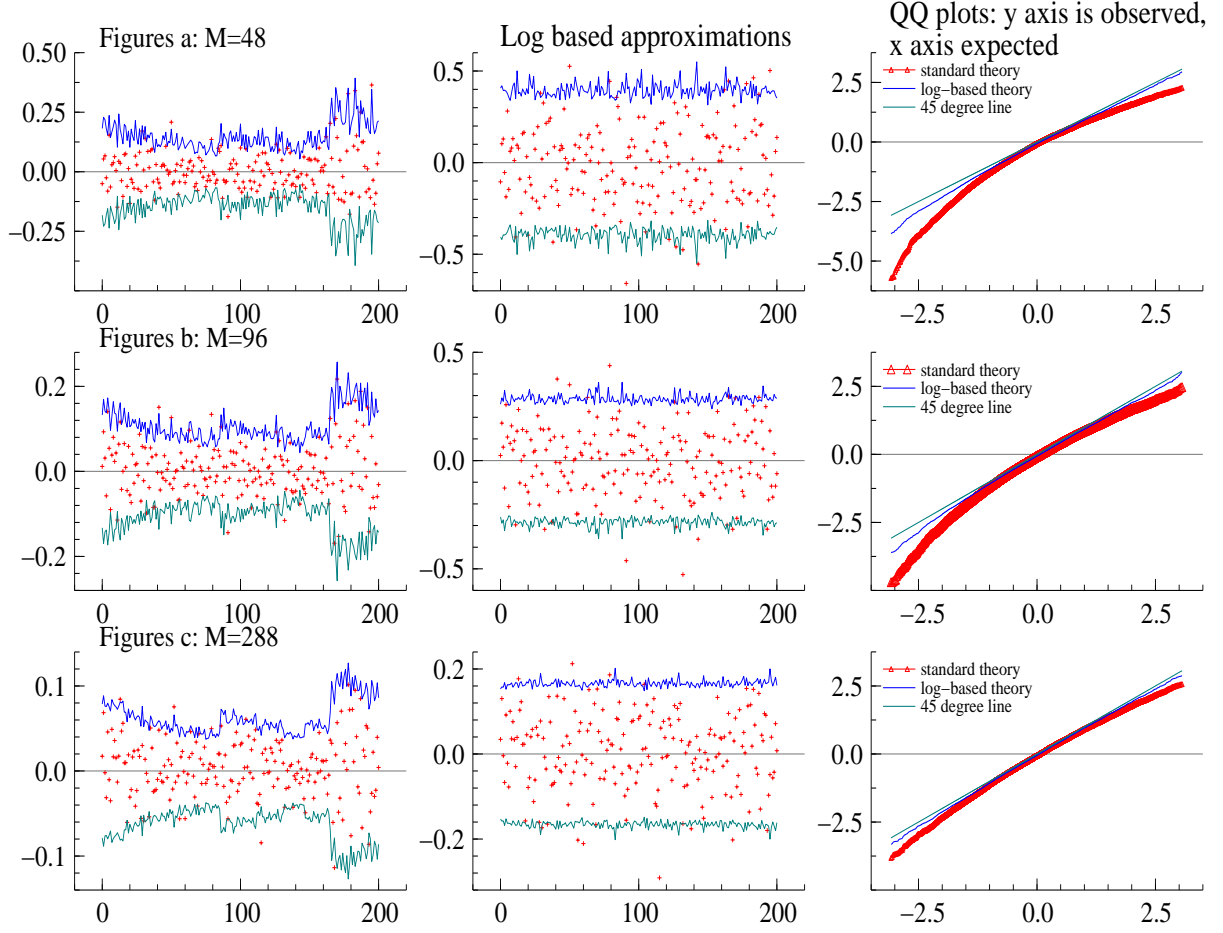 Figures a: M=48
Log based approximations
QQ plots: y axis is observed,
x axis expected
0.50
0.25
0.00
−0.25
0 100 200
0.5
0.0
−0.5
0 100 200
standard theory
log−based theory
45 degree line
2.5
0.0
−2.5
−5.0
−2.5 0.0 2.5
Figures b: M=96
0.2
0.0
−0.2
0 100 200
0.5
0.0
−0.5
0 100 200
standard theory
log−based theory
45 degree line
2.5
0.0
−2.5
−2.5 0.0 2.5
Figures c: M=288
0.1
0.0
−0.1
0 100 200
0.2
0.0
−0.2
0 100 200
standard theory
log−based theory
45 degree line
2.5
0.0
−2.5
−2.5 0.0 2.5